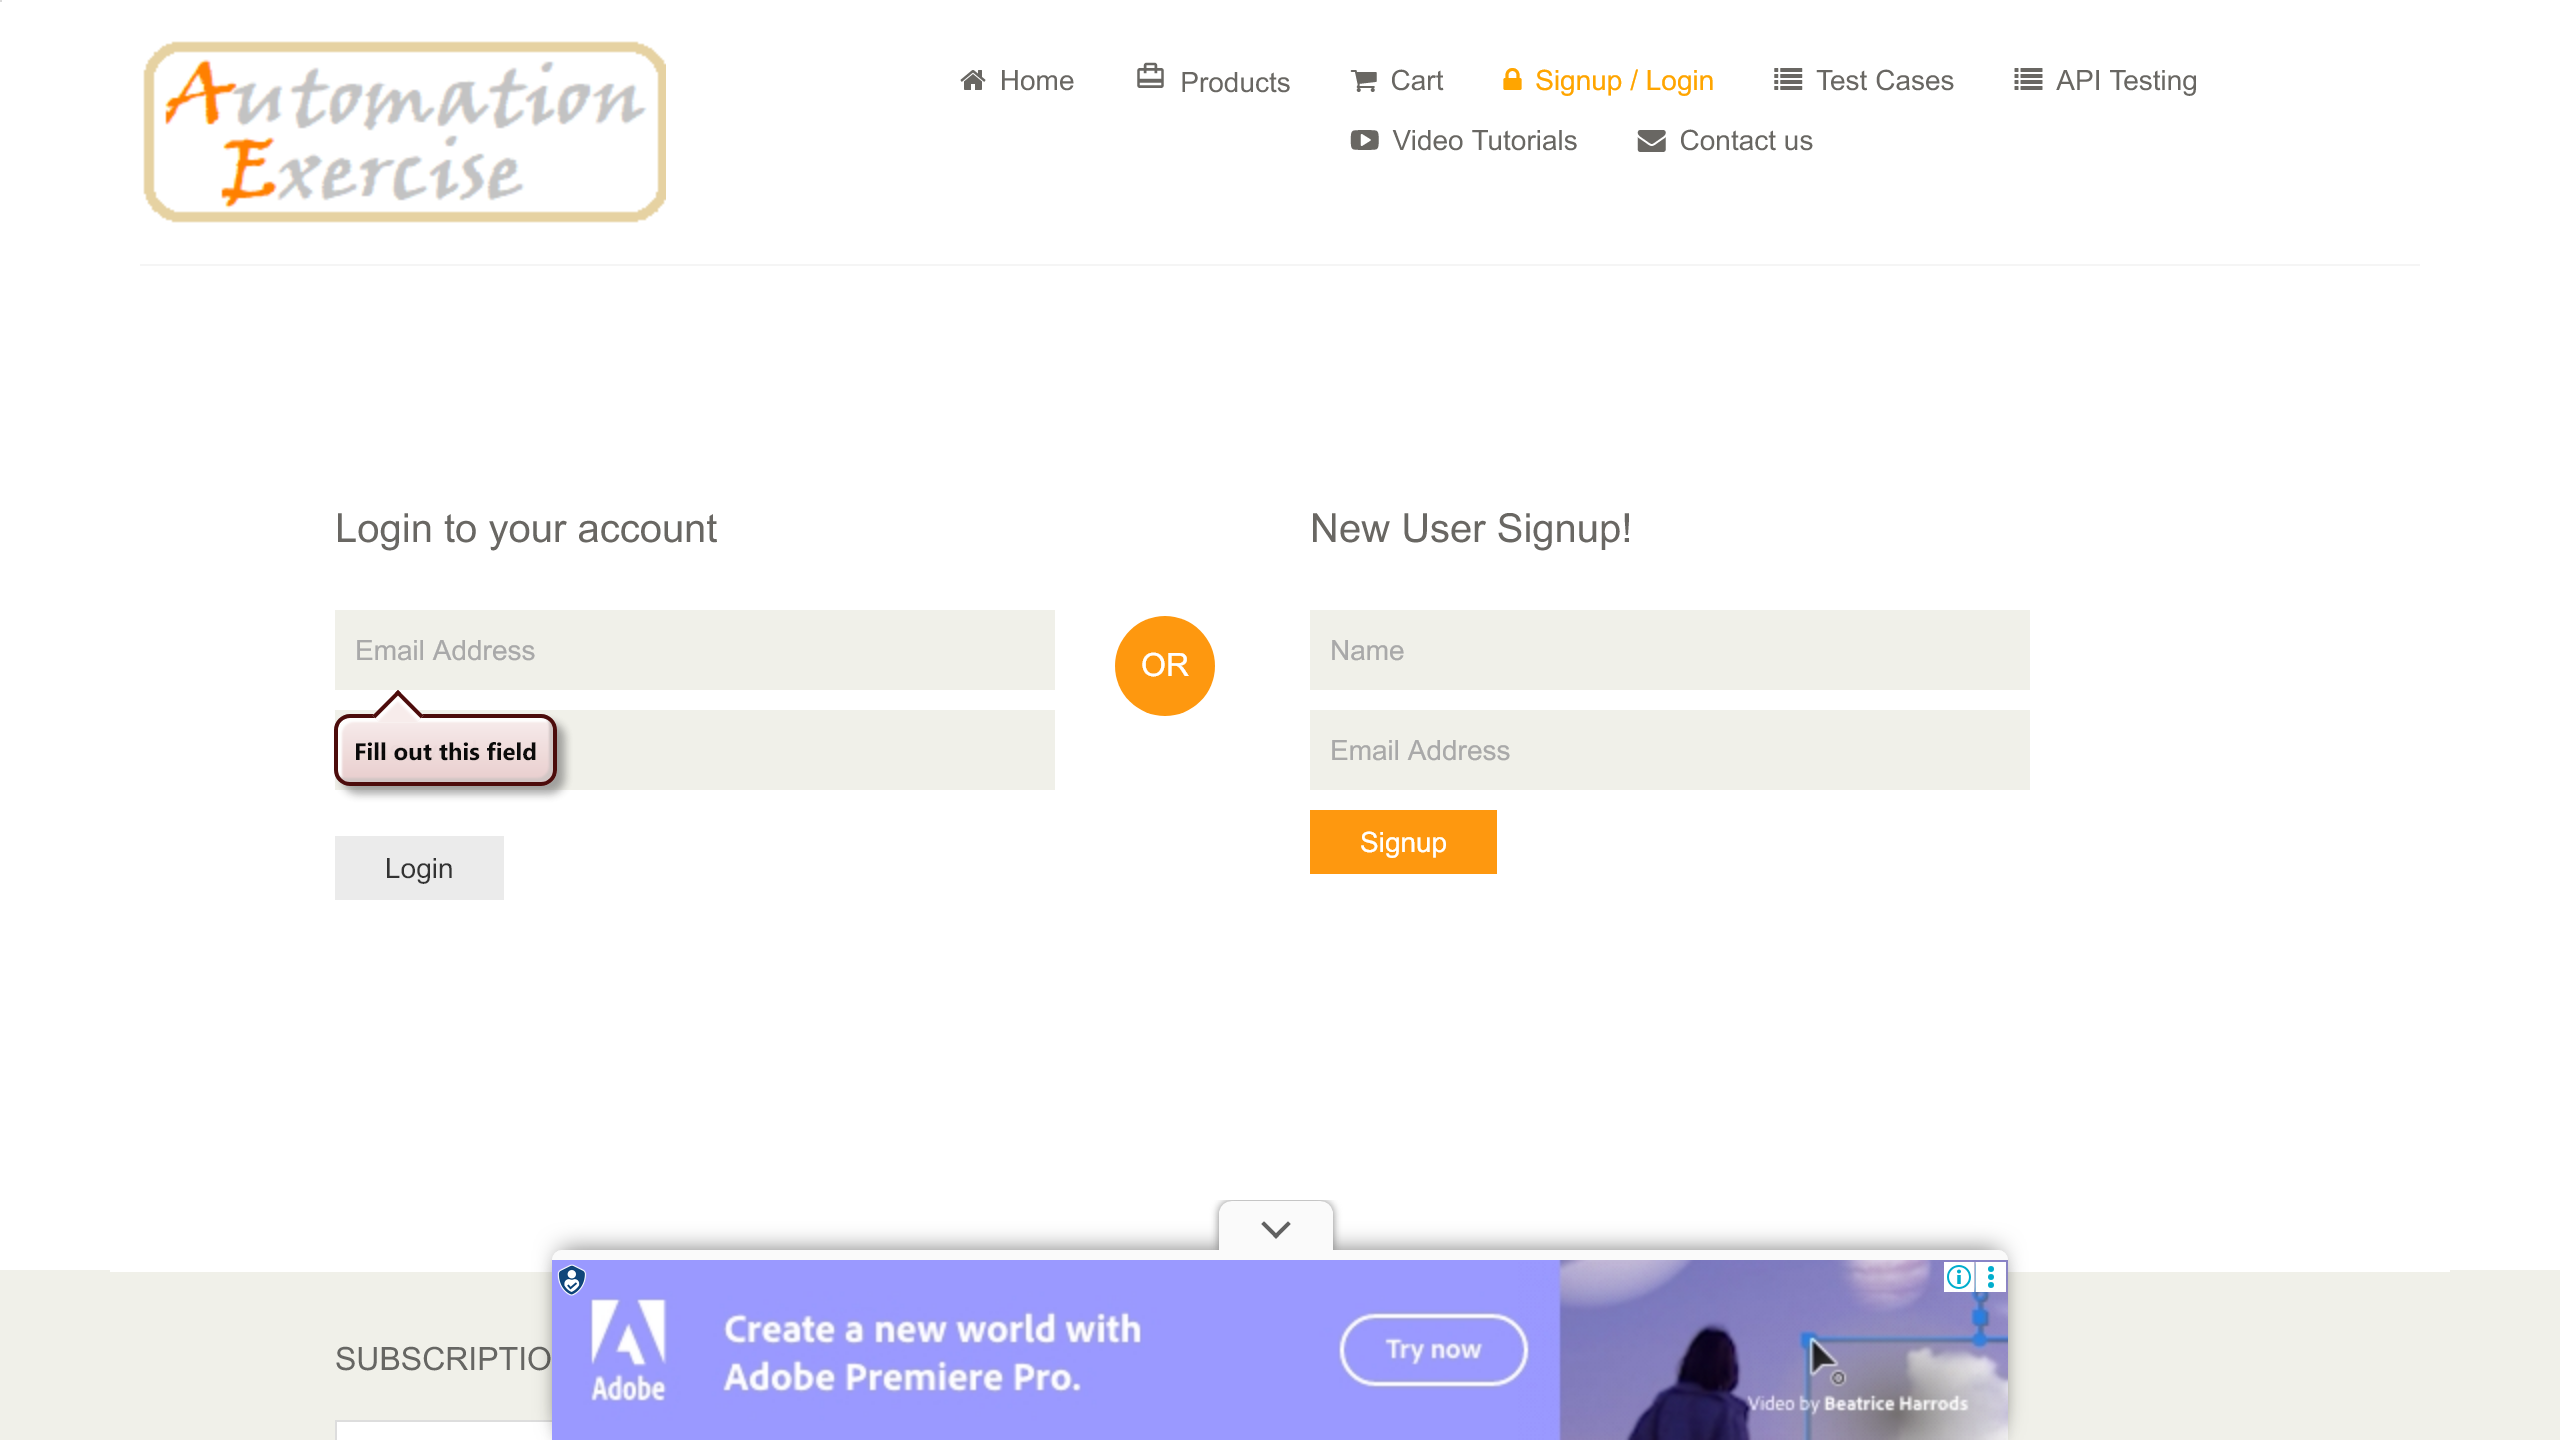 Automation
Exercise
Home
Products
Cart
Signup / Login
Test Cases
API Testing
Video Tutorials
Contact us
Login to your account
New User Signup!
Email Address
OR
Name
Fill out this field
Email Address
Login
Signup
SUBSCRIPTIO
Adobe
Create a new world with
Adobe Premiere Pro.
Try now
Video by Beatrice Harrods